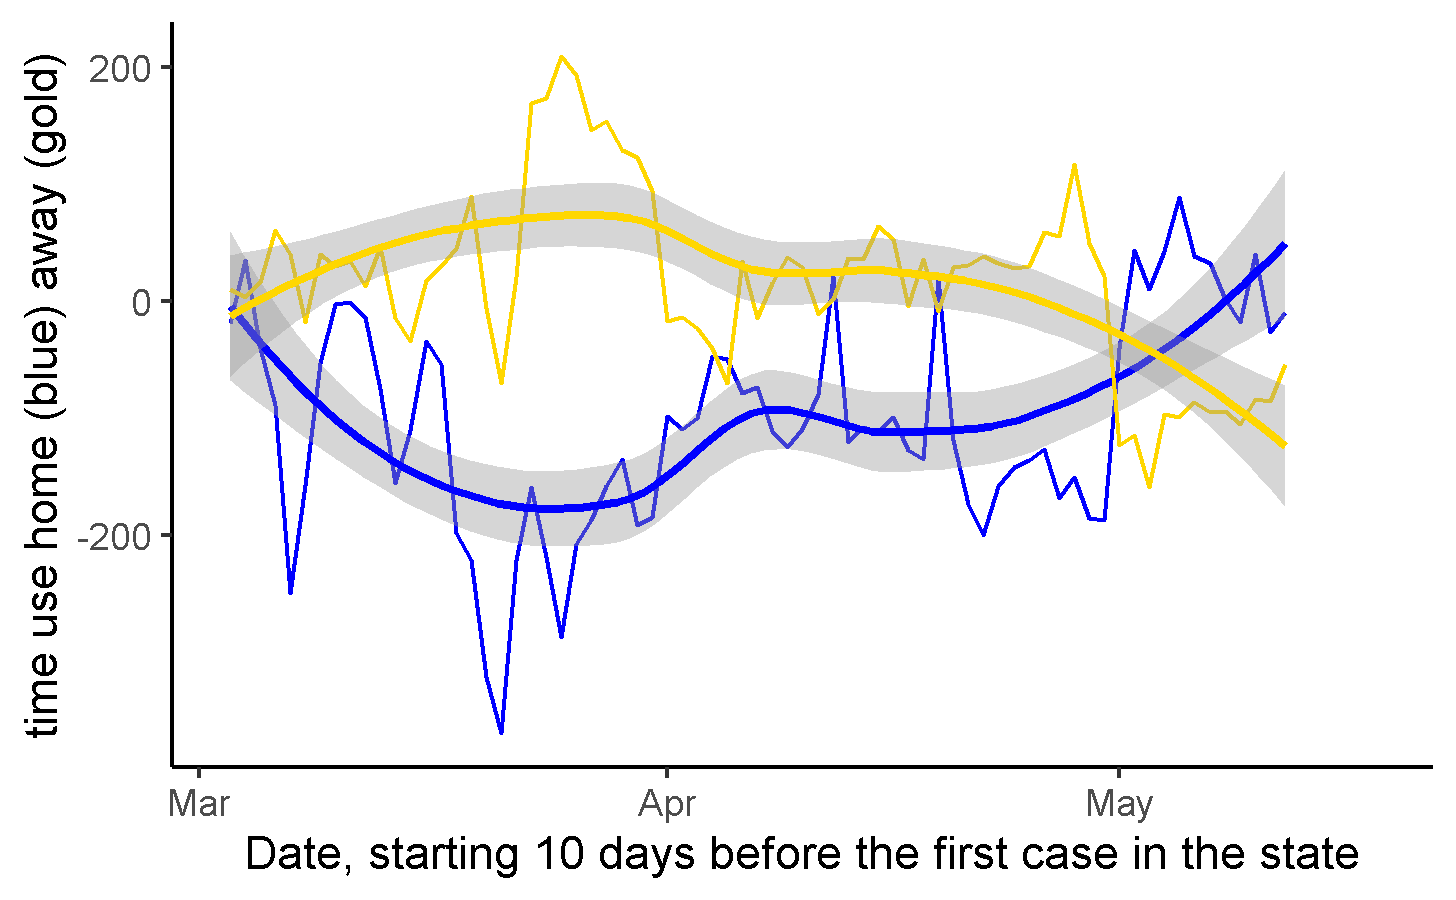 time use home (blue) away (gold)
200
0
-200
Mar
Apr
May
Date, starting 10 days before the first case in the state